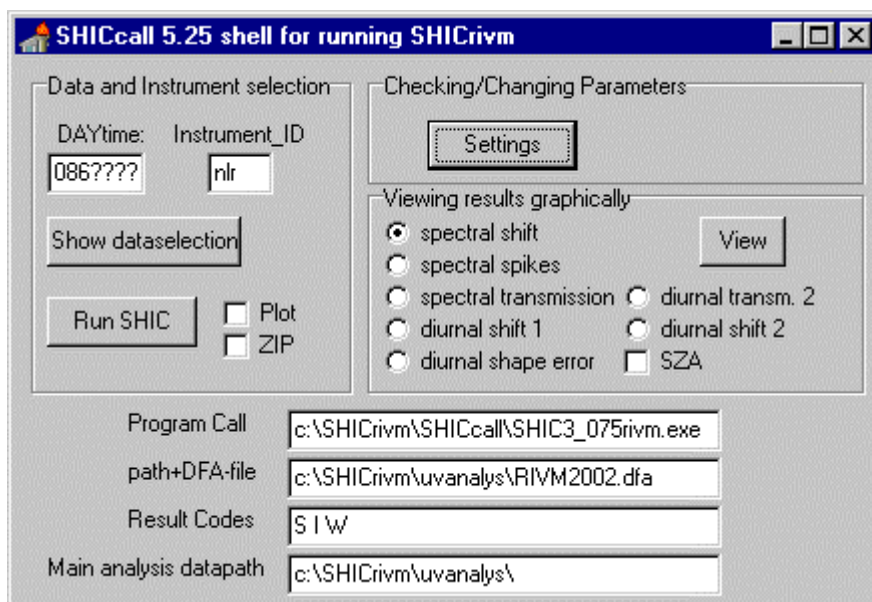 SHICcall 5.25 shell for running SHICrivm
Data and Instrument selection
DAYtime: Instrument_ID
086???? nlr
Show dataselection
Run SHIC Plot
ZIP
Checking/Changing Parameters
Settings
Viewing results graphically
spectral shift View
spectral spikes
spectral transmission diurnal transm. 2
diurnal shift 1 diurnal shift 2
diurnal shape error SZA
Program Call c:\SHICrivm\SHICcall\SHIC3_075rivm.exe
path+DFA-file c:\SHICrivm\uvanalys\RIVM2002.dfa
Result Codes S I W
Main analysis datapath c:\SHICrivm\uvanalys\